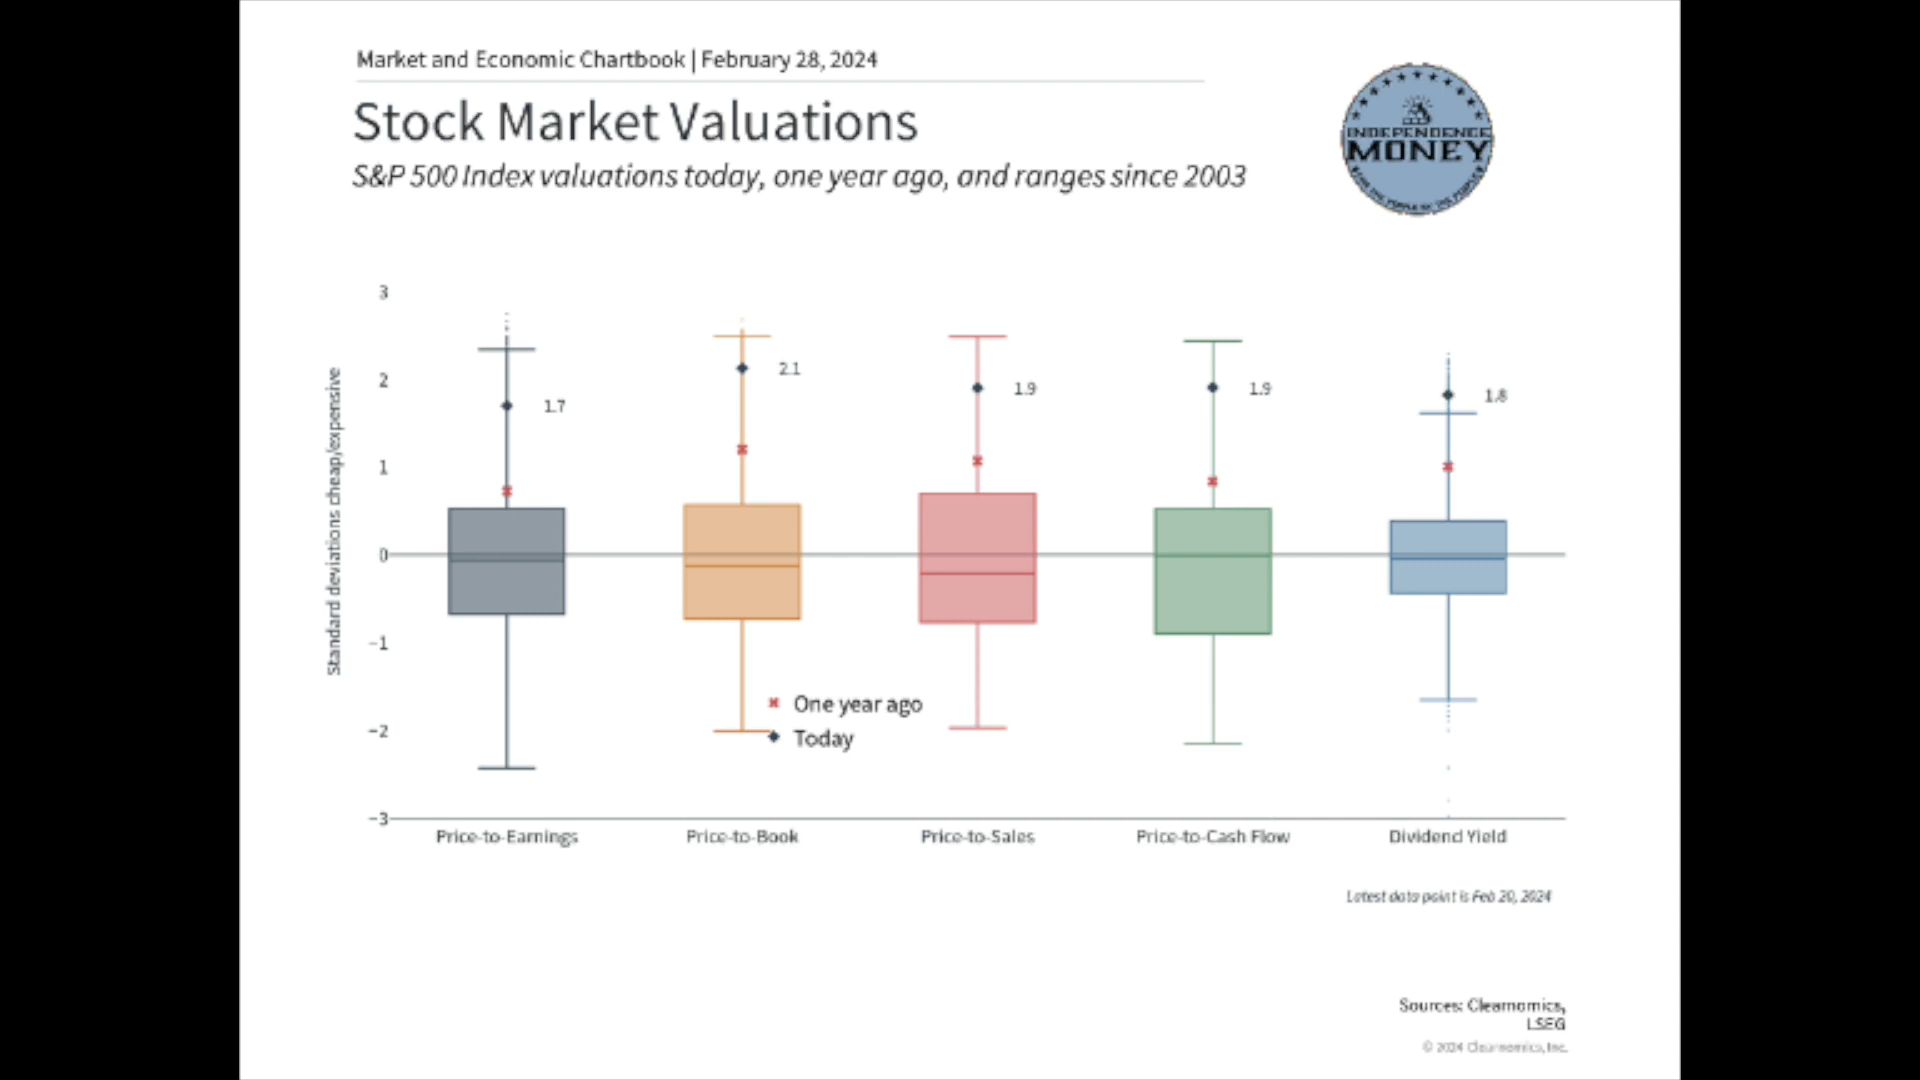 Market and Economic Chartbook | February 28, 2024
Stock Market Valuations
S&P 500 Index valuations today, one year ago, and ranges since 2003
INDEPENDENCE
MONEY
Standard deviations cheap/expensive
3
2
1
0
−1
−2
−3
1.7
2.1
1.9
1.9
1.8
One year ago
Today
Price-to-Earnings
Price-to-Book
Price-to-Sales
Price-to-Cash Flow
Dividend Yield
Latest data point is Feb 20, 2024
Sources: Clearnomics,
LSEG
© 2024 Clearnomics, Inc.